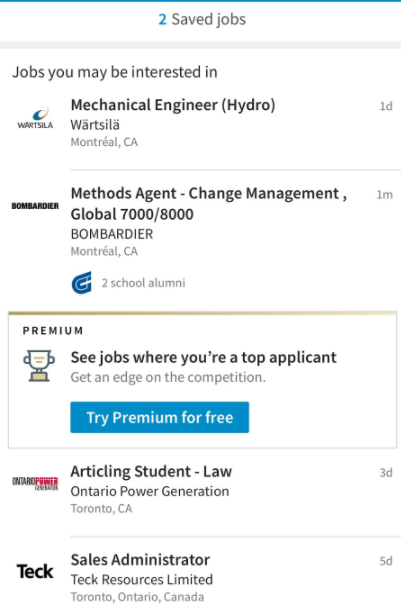 2 Saved jobs
Jobs you may be interested in
Mechanical Engineer (Hydro)
1d
WÄRTSILÄ
Wärtsilä
Montréal, CA
Methods Agent - Change Management ,
1m
Global 7000/8000
BOMBARDIER
BOMBARDIER
Montréal, CA
2 school alumni
PREMIUM
See jobs where you're a top applicant
Get an edge on the competition.
Try Premium for free
Articling Student - Law
3d
ONTARIOPOWER
GENERATION
Ontario Power Generation
Toronto, CA
Sales Administrator
5d
Teck
Teck Resources Limited
Toronto, Ontario, Canada